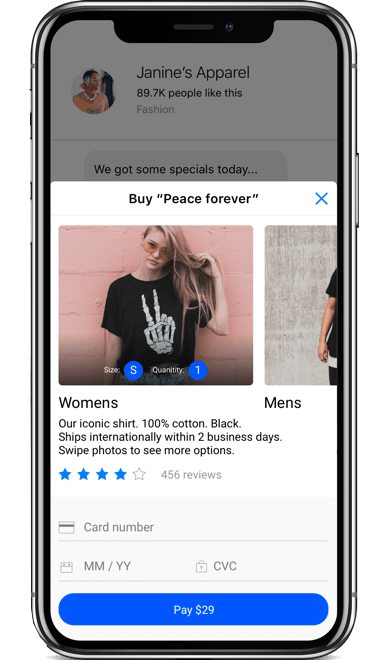 Janine's Apparel
89.7K people like this
Fashion
We got some specials today...
Buy “Peace forever“
Size: S Quanitity: 1
Womens
Mens
Our iconic shirt. 100% cotton. Black.
Ships internationally within 2 business days.
Swipe photos to see more options.
456 reviews
Card number
MM / YY
CVC
Pay $29